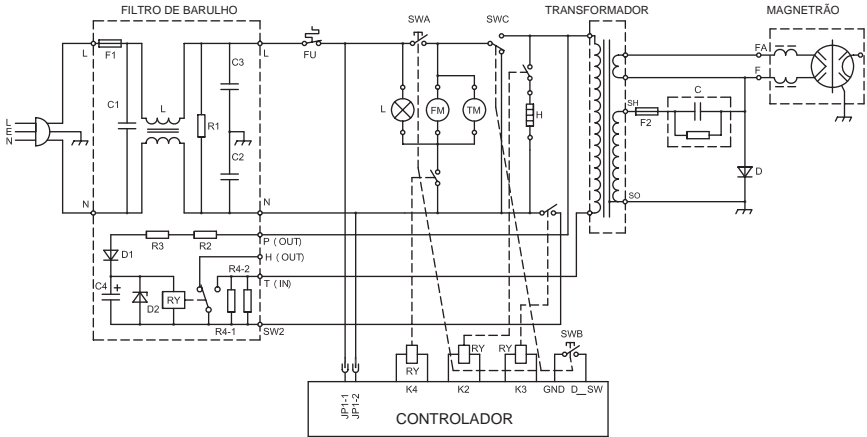 FILTRO DE BARULHO
SWA
SWC
TRANSFORMADOR
MAGNETRÃO
L
F1
L
FU
C3
FA
F
C1
L
R1
L
FM
TM
H
SH
F2
C
L
E
N
C2
D
N
N
SO
R3
R2
P (OUT)
H (OUT)
D1
R4-2
T (IN)
C4
+
D2
RY
R4-1
SW2
SWB
RY
RY
RY
K4
K2
K3
GND
D__SW
JP1-1
JP1-2
CONTROLADOR